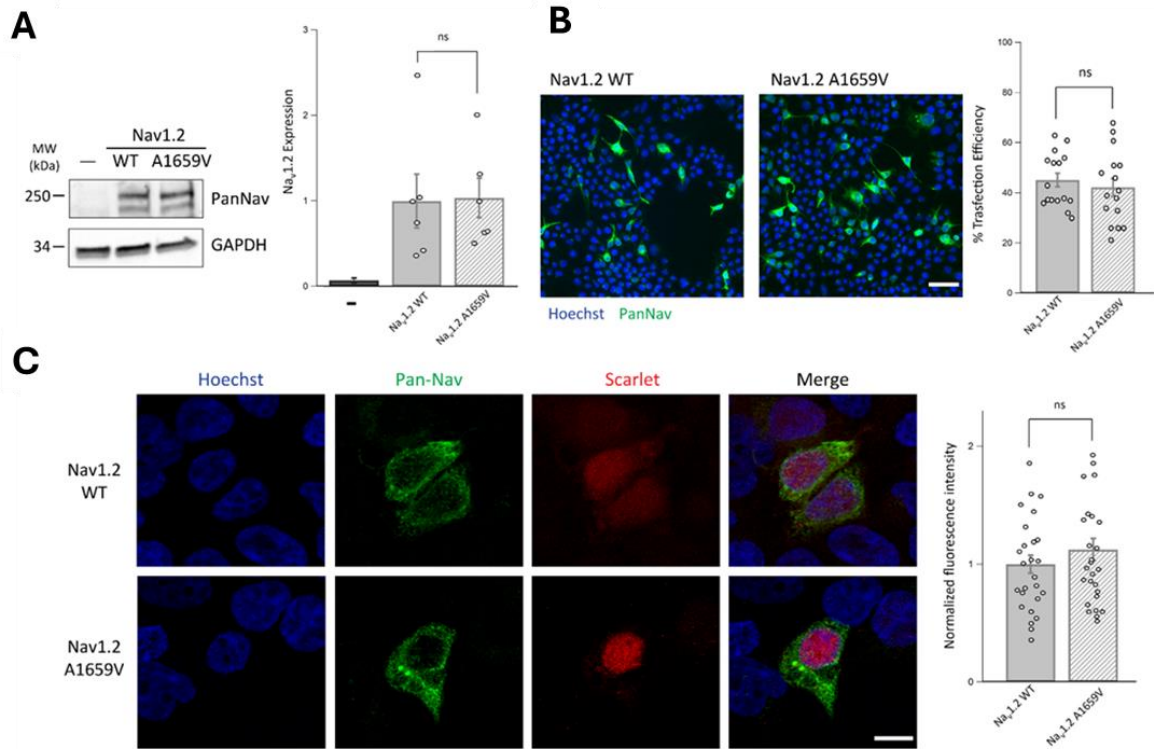 A
MW
(kDa)
Nav1.2
— WT A1659V
250
PanNav
34
GAPDH
Nav1.2 Expression
3
2
1
0
ns
-
Nav1.2 WT
Nav1.2 A1659V
B
Nav1.2 WT
Nav1.2 A1659V
Hoechst PanNav
% Trasfection Efficiency
100
80
60
40
20
0
ns
Nav1.2 WT
Nav1.2 A1659V
C
Hoechst
Pan-Nav
Scarlet
Merge
Nav1.2
WT
Nav1.2
A1659V
Normalized fluorescence intensity
2
1
0
ns
Nav1.2 WT
Nav1.2 A1659V